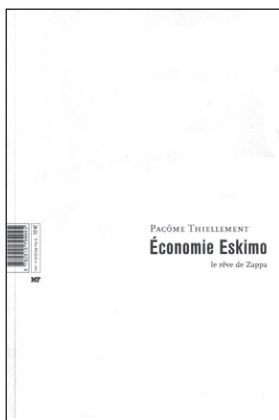 PACÔME THIELLEMENT
Économie Eskimo
le rêve de Zappa
MF